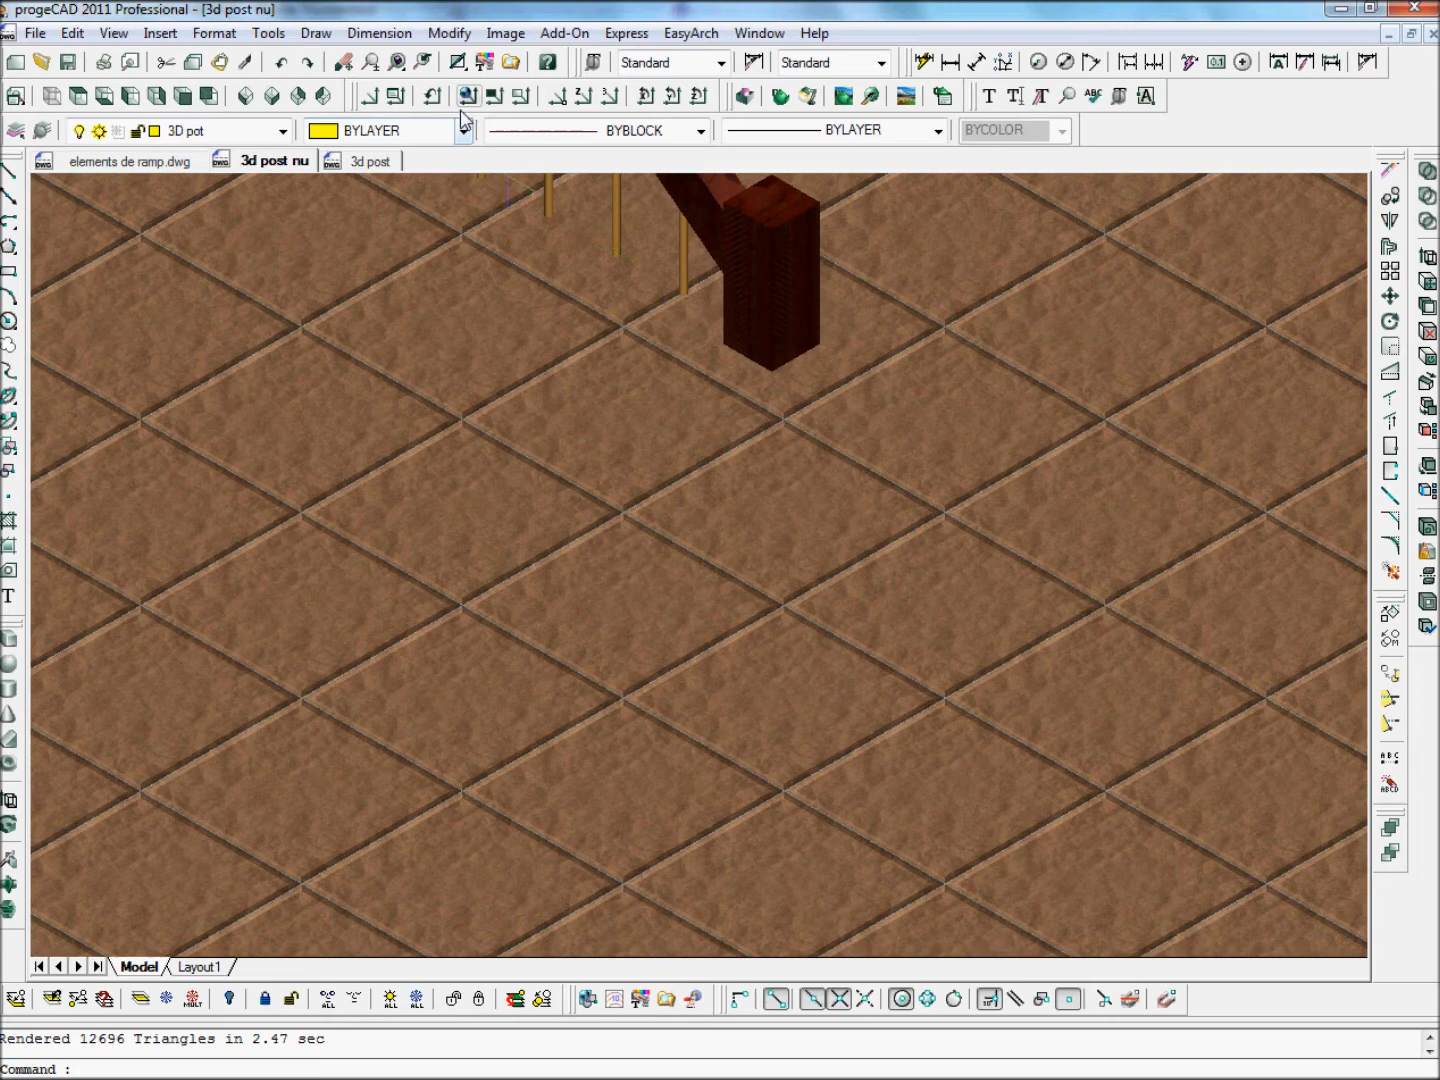 progeCAD 2011 Professional - [3d post nu]
File Edit View Insert Format Tools Draw Dimension Modify Image Add-On Express EasyArch Window Help
Standard Standard
3D pot BYLAYER BYBLOCK BYLAYER BYCOLOR
elements de ramp.dwg 3d post nu 3d post
Model Layout1
Rendered 12696 Triangles in 2.47 sec
Command :